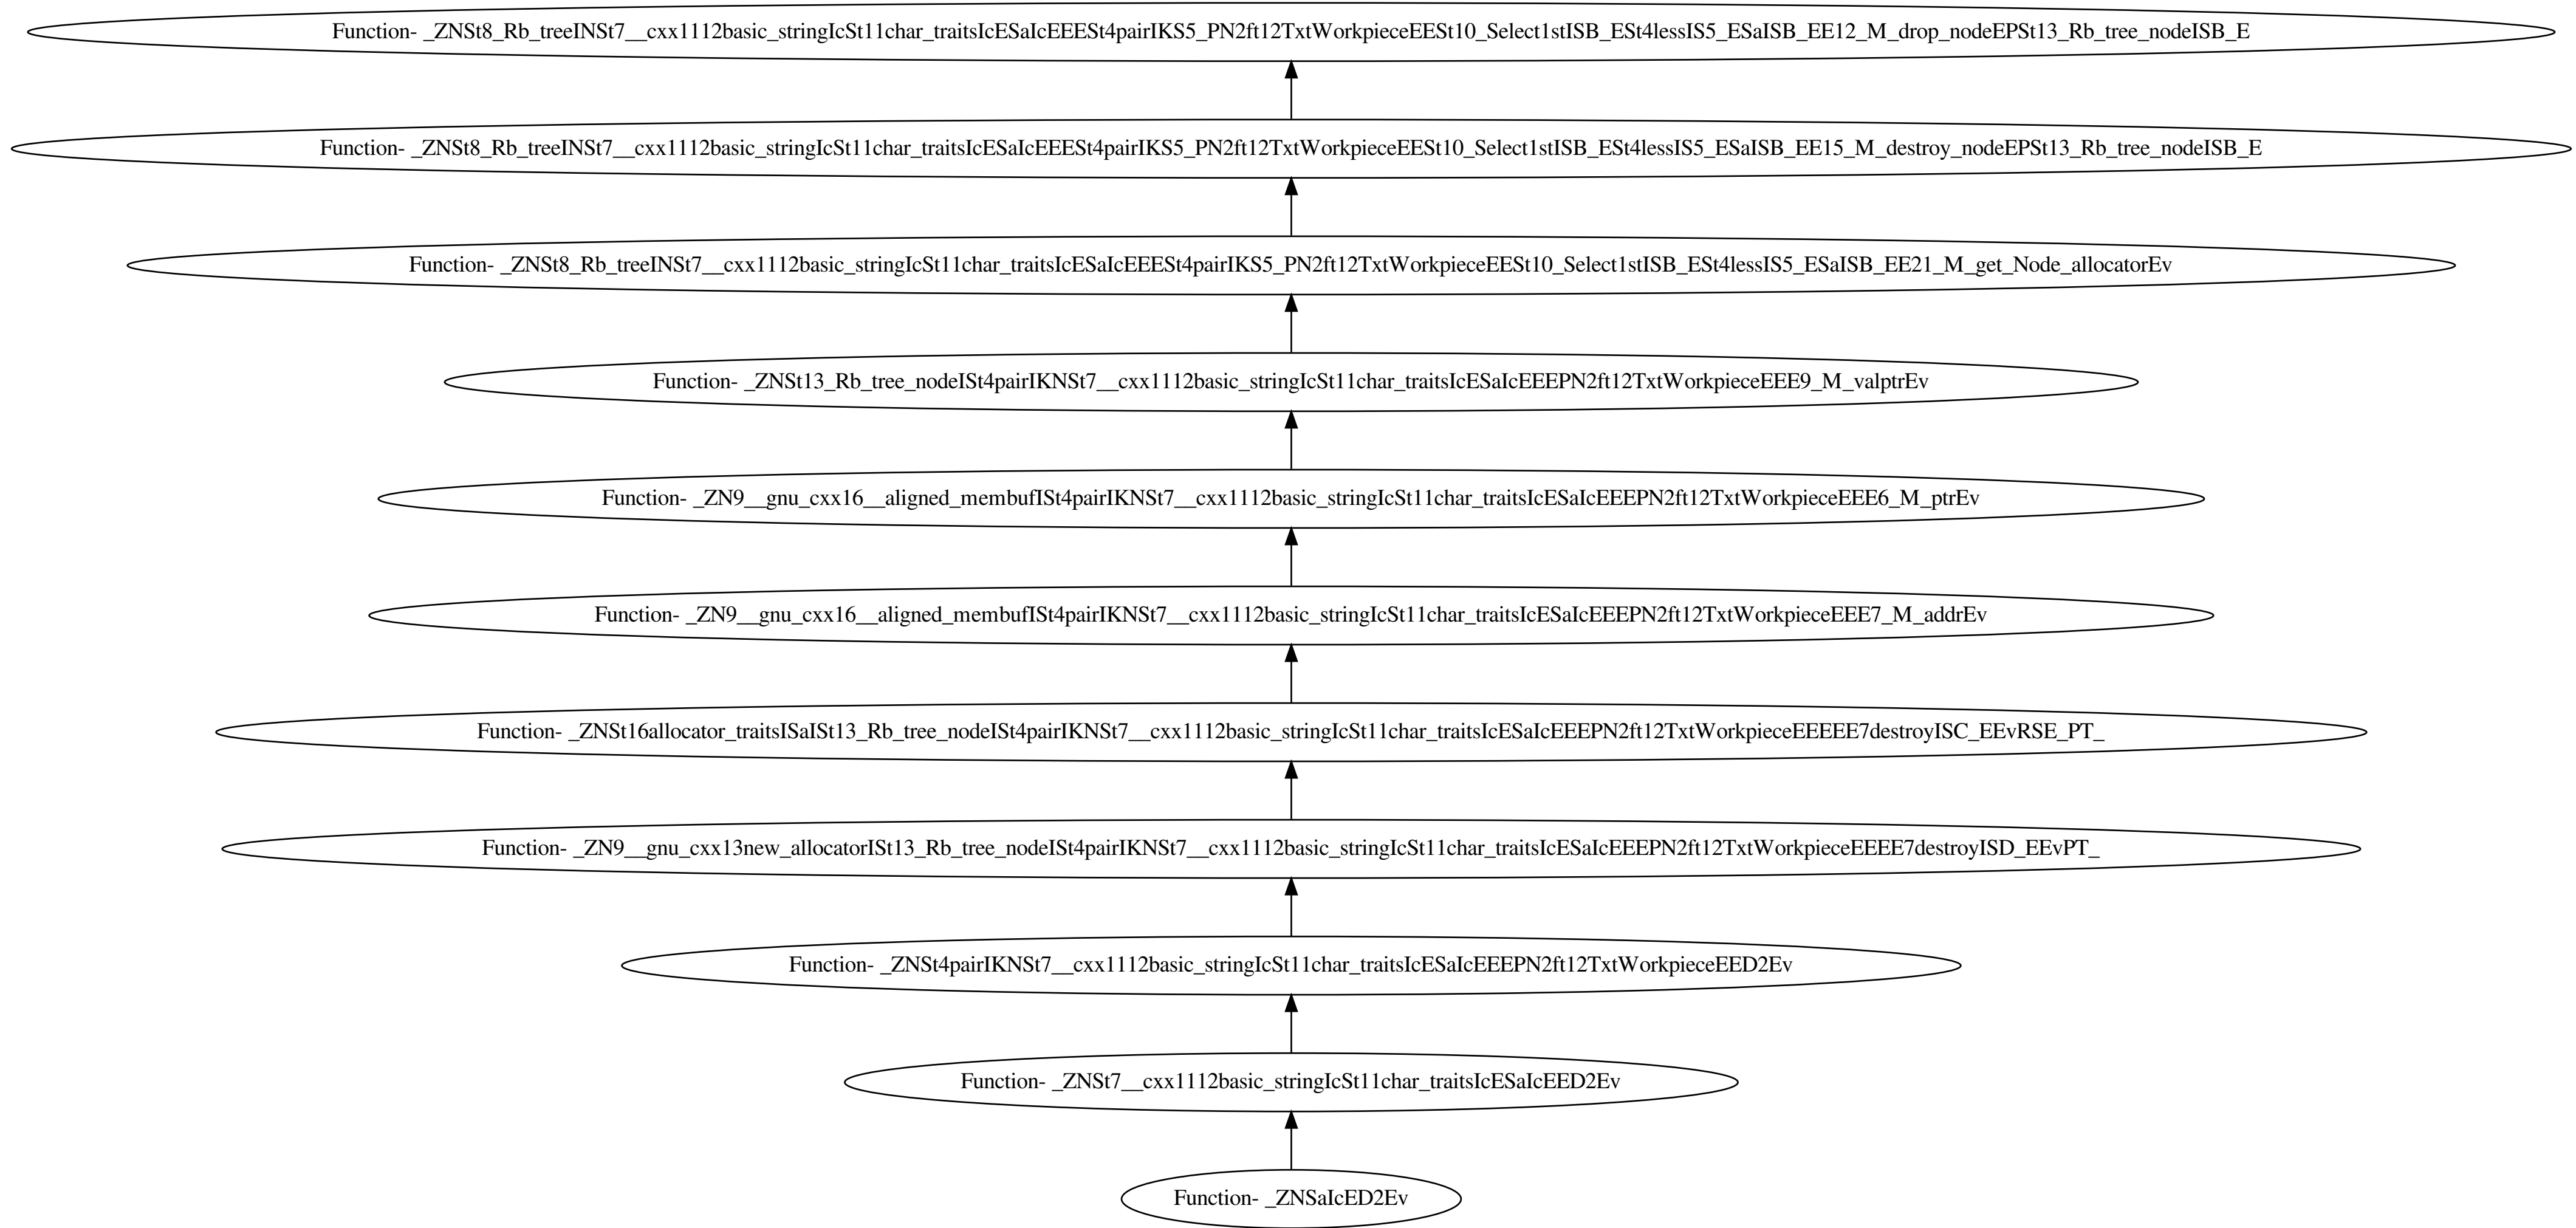 Function- _ZNSt8_Rb_treeINSt7__cxx1112basic_stringIcSt11char_traitsIcESaIcEEESt4pairIKS5_PN2ft12TxtWorkpieceEESt10_Select1stISB_ESt4lessIS5_ESaISB_EE12_M_drop_nodeEPSt13_Rb_tree_nodeISB_E
Function- _ZNSt8_Rb_treeINSt7__cxx1112basic_stringIcSt11char_traitsIcESaIcEEESt4pairIKS5_PN2ft12TxtWorkpieceEESt10_Select1stISB_ESt4lessIS5_ESaISB_EE15_M_destroy_nodeEPSt13_Rb_tree_nodeISB_E
Function- _ZNSt8_Rb_treeINSt7__cxx1112basic_stringIcSt11char_traitsIcESaIcEEESt4pairIKS5_PN2ft12TxtWorkpieceEESt10_Select1stISB_ESt4lessIS5_ESaISB_EE21_M_get_Node_allocatorEv
Function- _ZNSt13_Rb_tree_nodeISt4pairIKNSt7__cxx1112basic_stringIcSt11char_traitsIcESaIcEEEPN2ft12TxtWorkpieceEEE9_M_valptrEv
Function- _ZN9__gnu_cxx16__aligned_membufISt4pairIKNSt7__cxx1112basic_stringIcSt11char_traitsIcESaIcEEEPN2ft12TxtWorkpieceEEE6_M_ptrEv
Function- _ZN9__gnu_cxx16__aligned_membufISt4pairIKNSt7__cxx1112basic_stringIcSt11char_traitsIcESaIcEEEPN2ft12TxtWorkpieceEEE7_M_addrEv
Function- _ZNSt16allocator_traitsISaISt13_Rb_tree_nodeISt4pairIKNSt7__cxx1112basic_stringIcSt11char_traitsIcESaIcEEEPN2ft12TxtWorkpieceEEEEE7destroyISC_EEvRSE_PT_
Function- _ZN9__gnu_cxx13new_allocatorISt13_Rb_tree_nodeISt4pairIKNSt7__cxx1112basic_stringIcSt11char_traitsIcESaIcEEEPN2ft12TxtWorkpieceEEEE7destroyISD_EEvPT_
Function- _ZNSt4pairIKNSt7__cxx1112basic_stringIcSt11char_traitsIcESaIcEEEPN2ft12TxtWorkpieceEED2Ev
Function- _ZNSt7__cxx1112basic_stringIcSt11char_traitsIcESaIcEED2Ev
Function- _ZNSaIcED2Ev